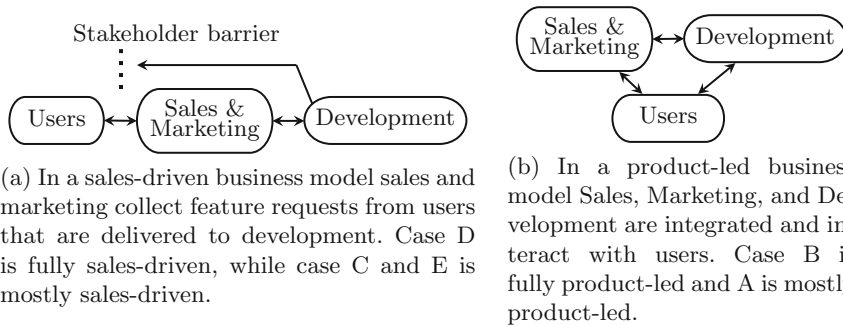 Stakeholder barrier
Users
Sales &
Marketing
Development
(a) In a sales-driven business model sales and
marketing collect feature requests from users
that are delivered to development. Case D
is fully sales-driven, while case C and E is
mostly sales-driven.
Sales &
Marketing
Development
Users
(b) In a product-led busines
model Sales, Marketing, and De
velopment are integrated and in
teract with users. Case B i
fully product-led and A is mostly
product-led.